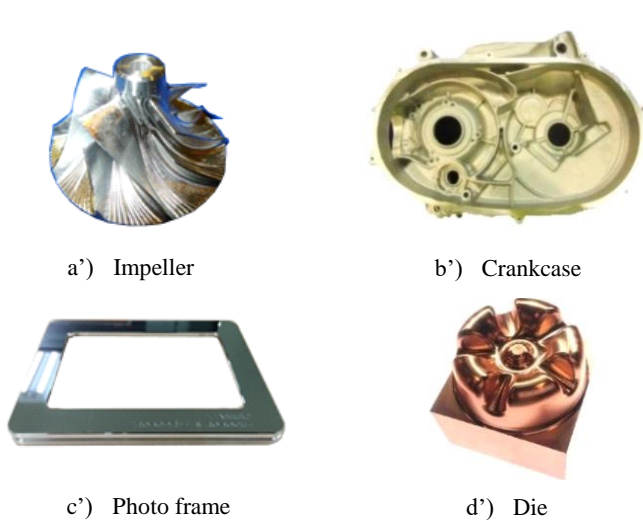 a’) Impeller
b’) Crankcase
c’) Photo frame
d’) Die